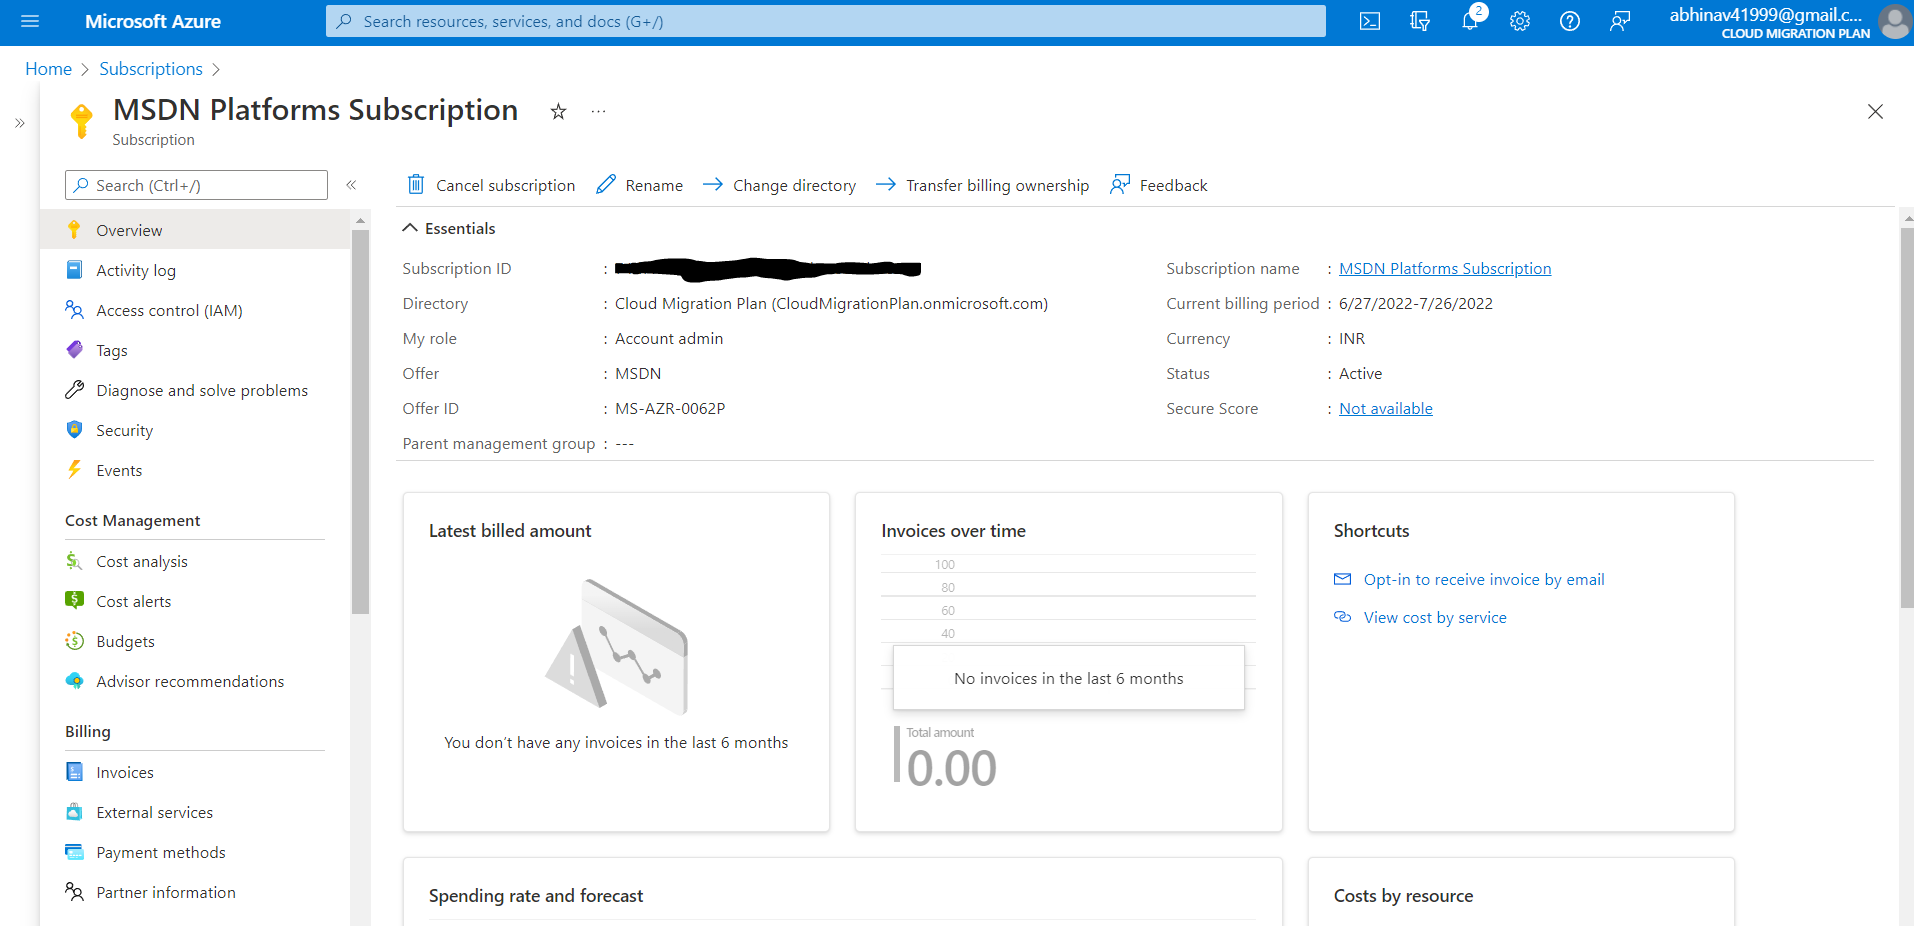 Microsoft Azure
Search resources, services, and docs (G+/)
2
abhinav41999@gmail.c...
CLOUD MIGRATION PLAN
Home > Subscriptions >
MSDN Platforms Subscription
Subscription
Search (Ctrl+/)
Overview
Activity log
Access control (IAM)
Tags
Diagnose and solve problems
Security
Events
Cost Management
Cost analysis
Cost alerts
Budgets
Advisor recommendations
Billing
Invoices
External services
Payment methods
Partner information
Cancel subscription Rename Change directory Transfer billing ownership Feedback
Essentials
Subscription ID :
Directory : Cloud Migration Plan (CloudMigrationPlan.onmicrosoft.com)
My role : Account admin
Offer : MSDN
Offer ID : MS-AZR-0062P
Parent management group : ---
Subscription name : MSDN Platforms Subscription
Current billing period : 6/27/2022-7/26/2022
Currency : INR
Status : Active
Secure Score : Not available
Latest billed amount
You don't have any invoices in the last 6 months
Invoices over time
100
80
60
40
No invoices in the last 6 months
Total amount
0.00
Shortcuts
Opt-in to receive invoice by email
View cost by service
Spending rate and forecast
Costs by resource